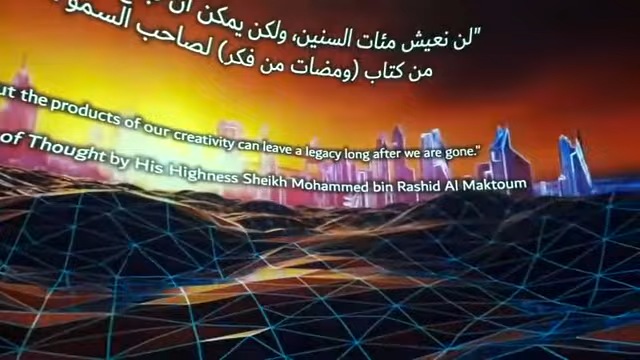 "لن نعيش مئات السنين، ولكن يمكن أن
من كتاب (ومضات من فكر) لصاحب السمو
the products of our creativity can leave a legacy long after we are gone."
of Thought by His Highness Sheikh Mohammed bin Rashid Al Maktoum